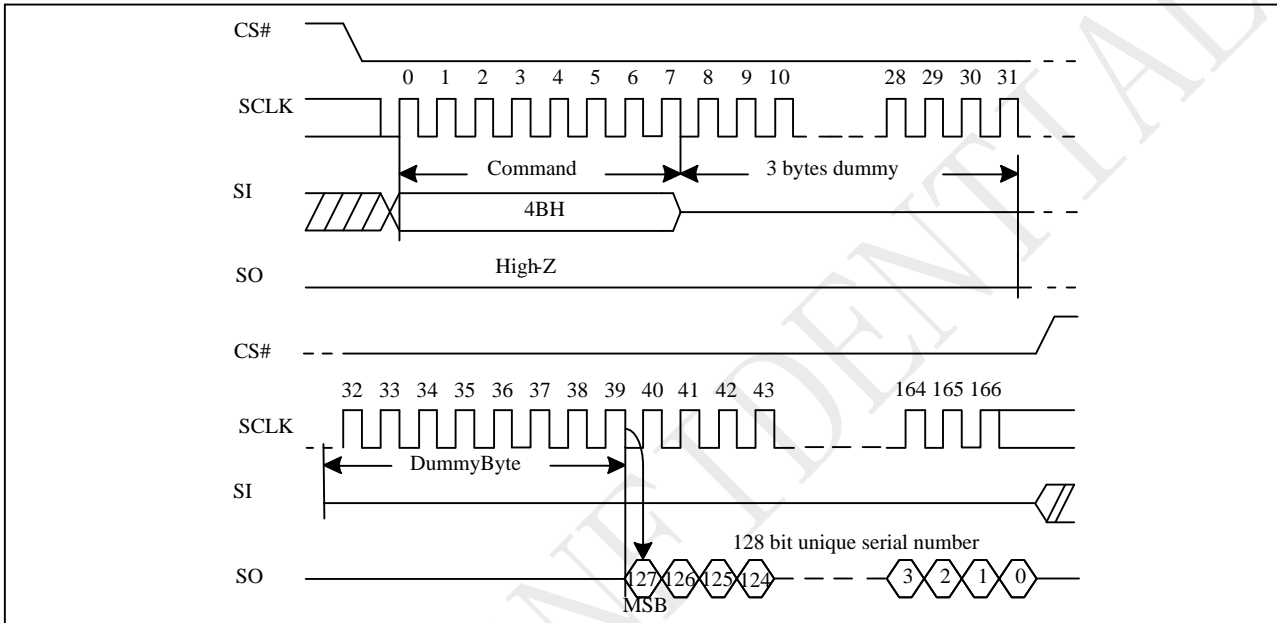 CS#
0 1 2 3 4 5 6 7 8 9 10 28 29 30 31
SCLK
Command 3 bytes dummy
SI
4BH
High-Z
SO
CS#
32 33 34 35 36 37 38 39 40 41 42 43 164 165 166
SCLK
DummyByte
SI
128 bit unique serial number
SO
127 126 125 124 3 2 1 0
MSB